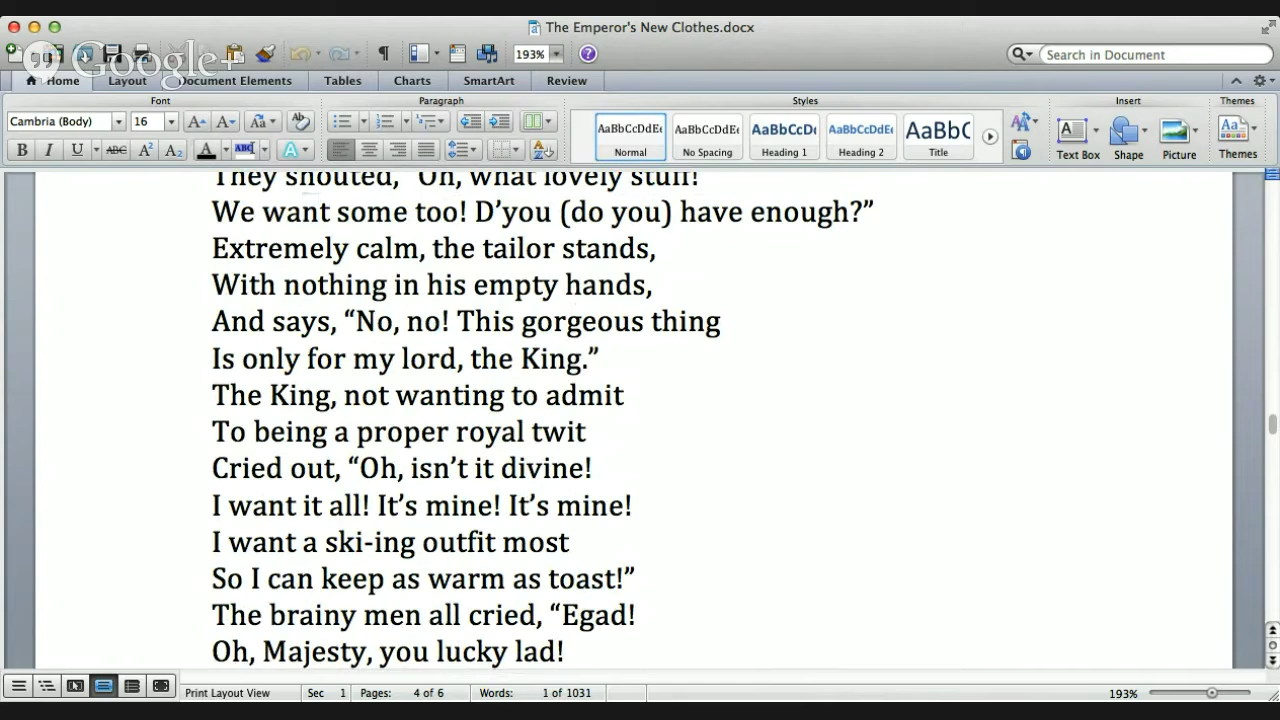 The Emperor's New Clothes.docx
193%
Search in Document
Google+
Home Layout Document Elements Tables Charts SmartArt Review
Font Paragraph Styles Insert Themes
Cambria (Body) 16
AaBbCcDdEe AaBbCcDdEe AaBbCcDc AaBbCcDdEe AaBbC
Normal No Spacing Heading 1 Heading 2 Title
Text Box Shape Picture Themes
They shouted, "Oh, what lovely stuff!
We want some too! D’you (do you) have enough?”
Extremely calm, the tailor stands,
With nothing in his empty hands,
And says, “No, no! This gorgeous thing
Is only for my lord, the King.”
The King, not wanting to admit
To being a proper royal twit
Cried out, “Oh, isn’t it divine!
I want it all! It’s mine! It’s mine!
I want a ski-ing outfit most
So I can keep as warm as toast!”
The brainy men all cried, “Egad!
Oh, Majesty, you lucky lad!
Print Layout View Sec 1 Pages: 4 of 6 Words: 1 of 1031 193%